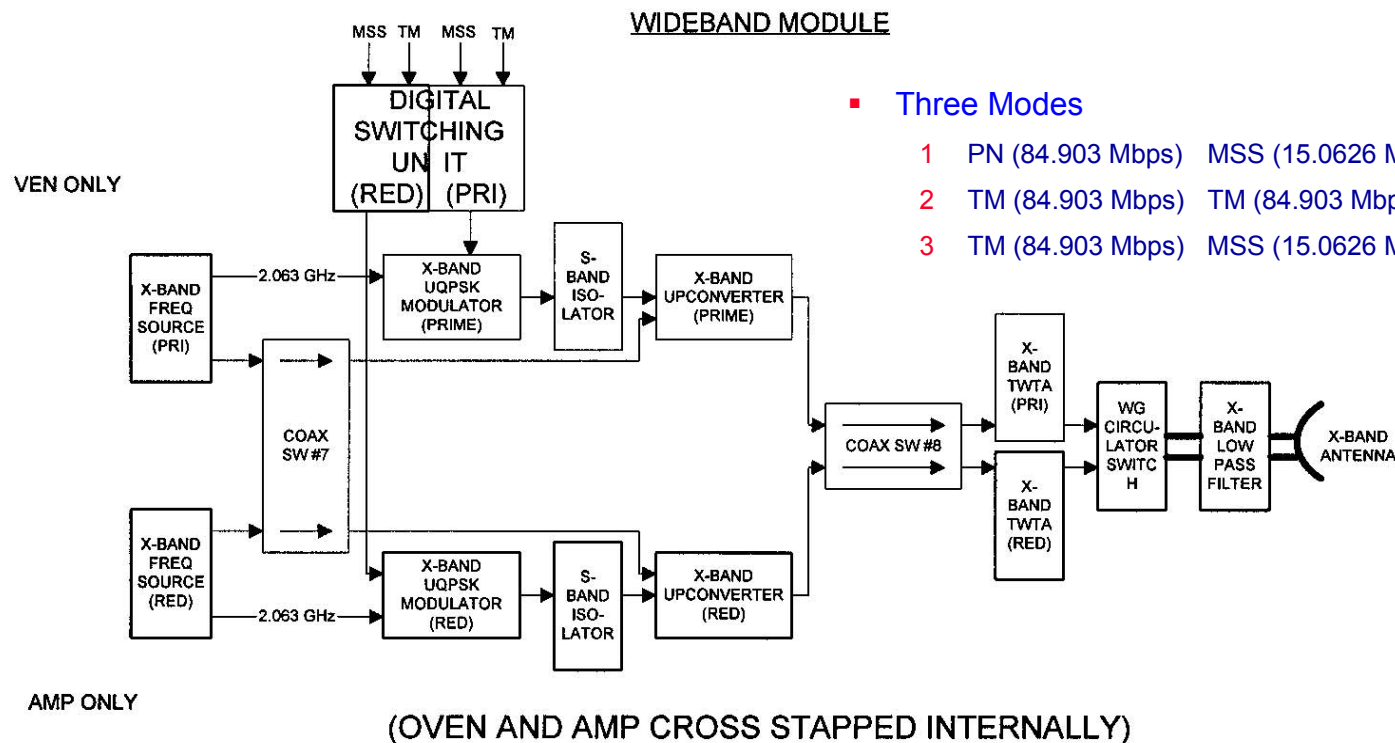 WIDEBAND MODULE
MSS TM MSS TM
DIGITAL
SWITCHING
UN IT
(RED) (PRI)
▪ Three Modes
1 PN (84.903 Mbps) MSS (15.0626 M
2 TM (84.903 Mbps) TM (84.903 Mbp
3 TM (84.903 Mbps) MSS (15.0626 M
VEN ONLY
X-BAND
FREQ
SOURCE
(PRI)
2.063 GHz
X-BAND
UQPSK
MODULATOR
(PRIME)
S-
BAND
ISO-
LATOR
X-BAND
UPCONVERTER
(PRIME)
COAX
SW #7
COAX SW #8
X-
BAND
TWTA
(PRI)
X-
BAND
TWTA
(RED)
WG
CIRCU-
LATOR
SWITC
H
X-
BAND
LOW
PASS
FILTER
X-BAND
ANTENNA
X-BAND
FREQ
SOURCE
(RED)
2.063 GHz
X-BAND
UQPSK
MODULATOR
(RED)
S-
BAND
ISO-
LATOR
X-BAND
UPCONVERTER
(RED)
AMP ONLY
(OVEN AND AMP CROSS STAPPED INTERNALLY)